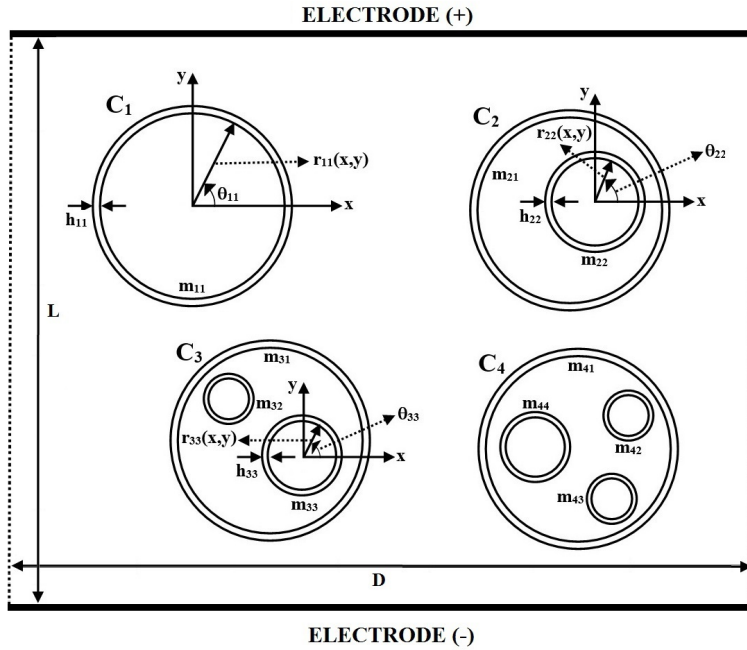 ELECTRODE (+)
y
C₁
r₁₁(x,y)
θ₁₁
x
h₁₁
m₁₁
y
C₂
r₂₂(x,y)
θ₂₂
m₂₁
x
h₂₂
m₂₂
L
C₃
m₃₁
y
m₃₂
θ₃₃
r₃₃(x,y)
x
h₃₃
m₃₃
C₄
m₄₁
m₄₄
m₄₂
m₄₃
D
ELECTRODE (-)